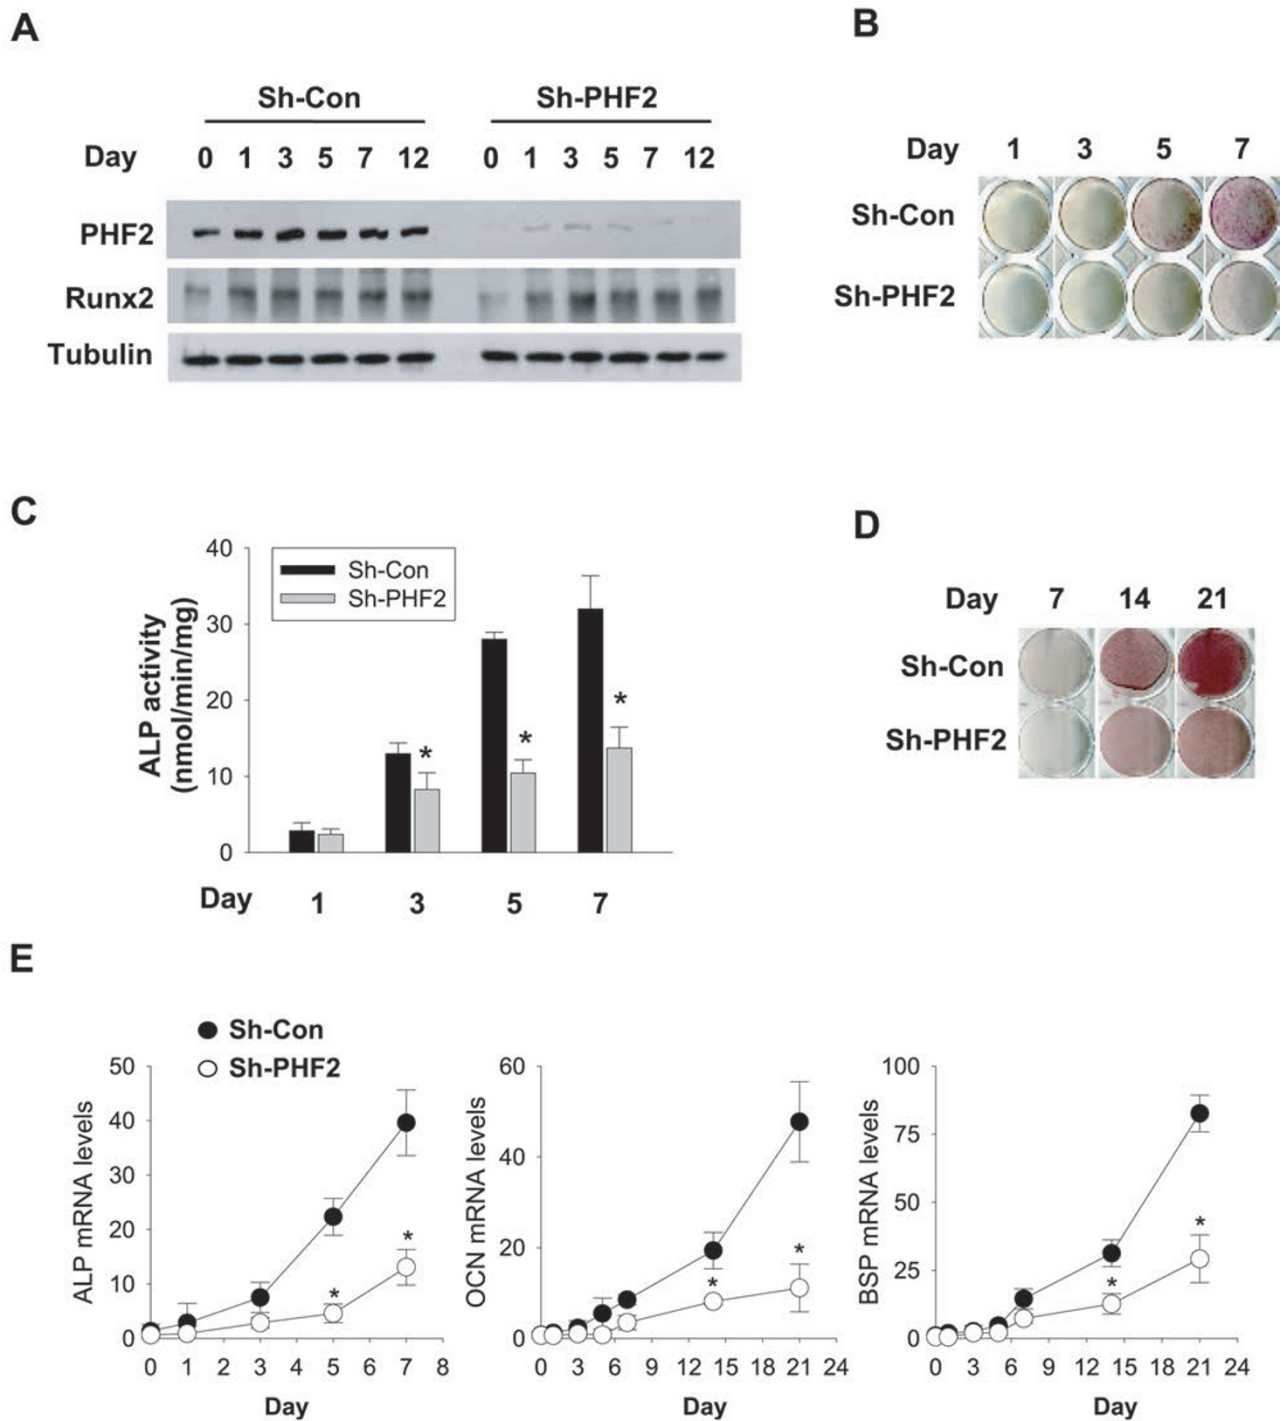 A
Sh-Con Sh-PHF2
Day 0 1 3 5 7 12 0 1 3 5 7 12
PHF2
Runx2
Tubulin
B
Day 1 3 5 7
Sh-Con
Sh-PHF2
C
ALP activity
(nmol/min/mg)
40
30
20
10
0
Sh-Con
Sh-PHF2
*
*
*
Day 1 3 5 7
D
Day 7 14 21
Sh-Con
Sh-PHF2
E
Sh-Con
Sh-PHF2
ALP mRNA levels
50
40
30
20
10
0
*
*
0 1 2 3 4 5 6 7 8
Day
OCN mRNA levels
60
40
20
0
*
*
0 3 6 9 12 15 18 21 24
Day
BSP mRNA levels
100
75
50
25
0
*
*
0 3 6 9 12 15 18 21 24
Day